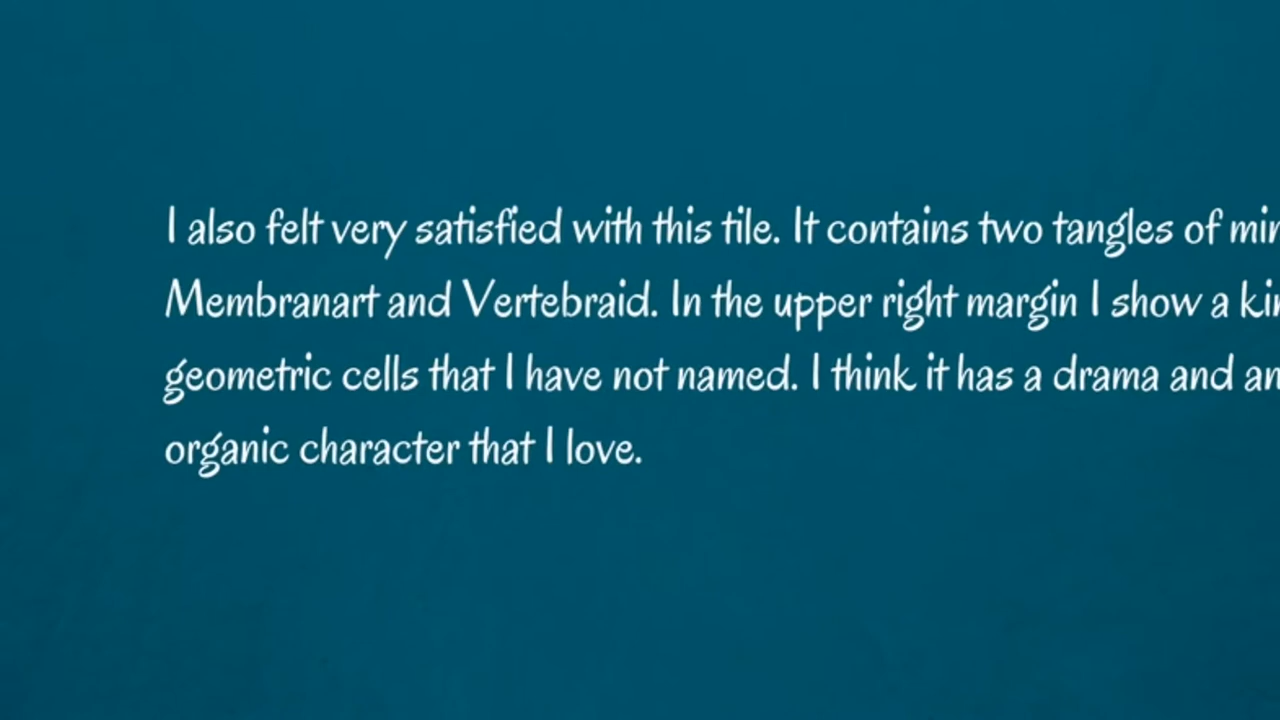 I also felt very satisfied with this tile. It contains two tangles of
Membranart and Vertebraid. In the upper right margin I show a
geometric cells that I have not named. I think it has a drama and
organic character that I love.